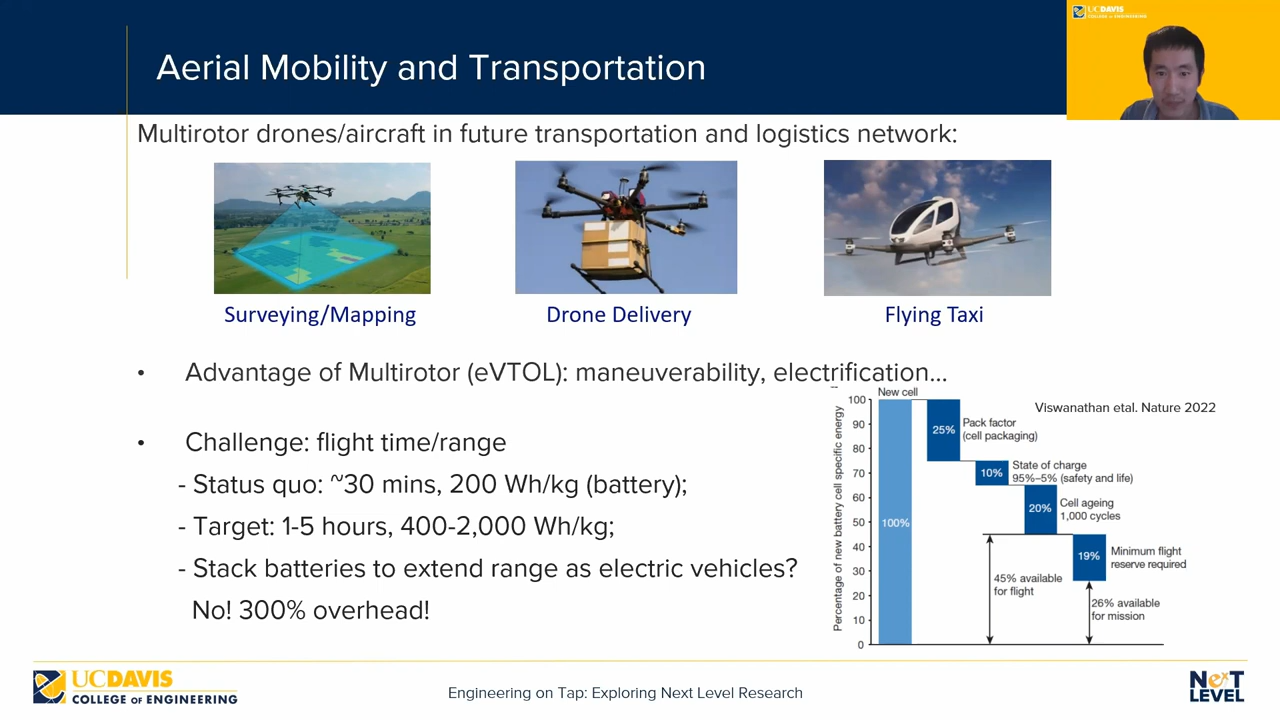 Aerial Mobility and Transportation
UCDAVIS
COLLEGE OF ENGINEERING
Multirotor drones/aircraft in future transportation and logistics network:
Surveying/Mapping
Drone Delivery
Flying Taxi
• Advantage of Multirotor (eVTOL): maneuverability, electrification...
• Challenge: flight time/range
- Status quo: ~30 mins, 200 Wh/kg (battery);
- Target: 1-5 hours, 400-2,000 Wh/kg;
- Stack batteries to extend range as electric vehicles?
No! 300% overhead!
Viswanathan etal. Nature 2022
Percentage of new battery cell specific energy
100
90
80
70
60
50
40
30
20
10
0
New cell
100%
25%
Pack factor
(cell packaging)
10%
State of charge
95%–5% (safety and life)
20%
Cell ageing
1,000 cycles
19%
Minimum flight
reserve required
45% available
for flight
26% available
for mission
UCDAVIS
COLLEGE OF ENGINEERING
Engineering on Tap: Exploring Next Level Research
NexT
LEVEL